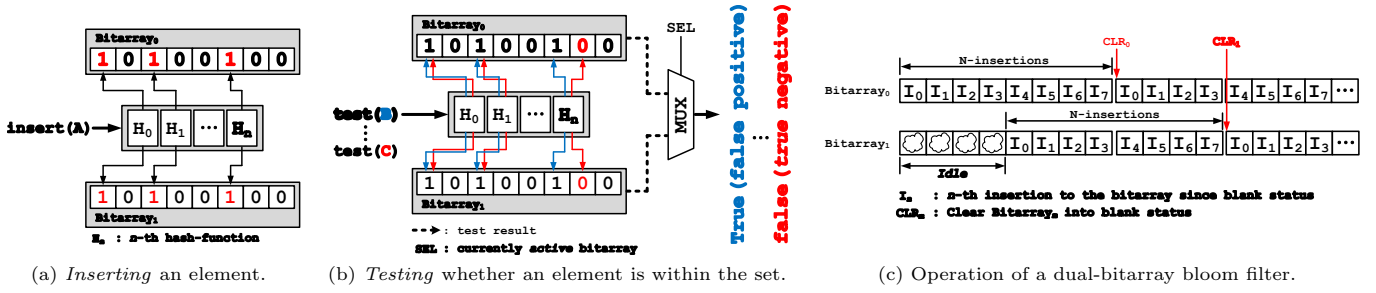 Bitarray0
1 0 1 0 0 1 0 0
insert(A)
H0 H1 ... Hn
1 0 1 0 0 1 0 0
Bitarray1
Hn : n-th hash-function
(a) Inserting an element.
Bitarray0
1 0 1 0 0 1 0 0
SEL
test(B)
test(C)
H0 H1 ... Hn
MUX
1 0 1 0 0 1 0 0
Bitarray1
: test result
SEL : currently active bitarray
True (false positive)
...
false (true negative)
(b) Testing whether an element is within the set.
CLR0
CLR1
N-insertions
Bitarray0
I0 I1 I2 I3 I4 I5 I6 I7 I0 I1 I2 I3 I4 I5 I6 I7 ...
N-insertions
Bitarray1
I0 I1 I2 I3 I4 I5 I6 I7 I0 I1 I2 I3 ...
Idle
In : n-th insertion to the bitarray since blank status
CLRn : Clear Bitarrayn into blank status
(c) Operation of a dual-bitarray bloom filter.